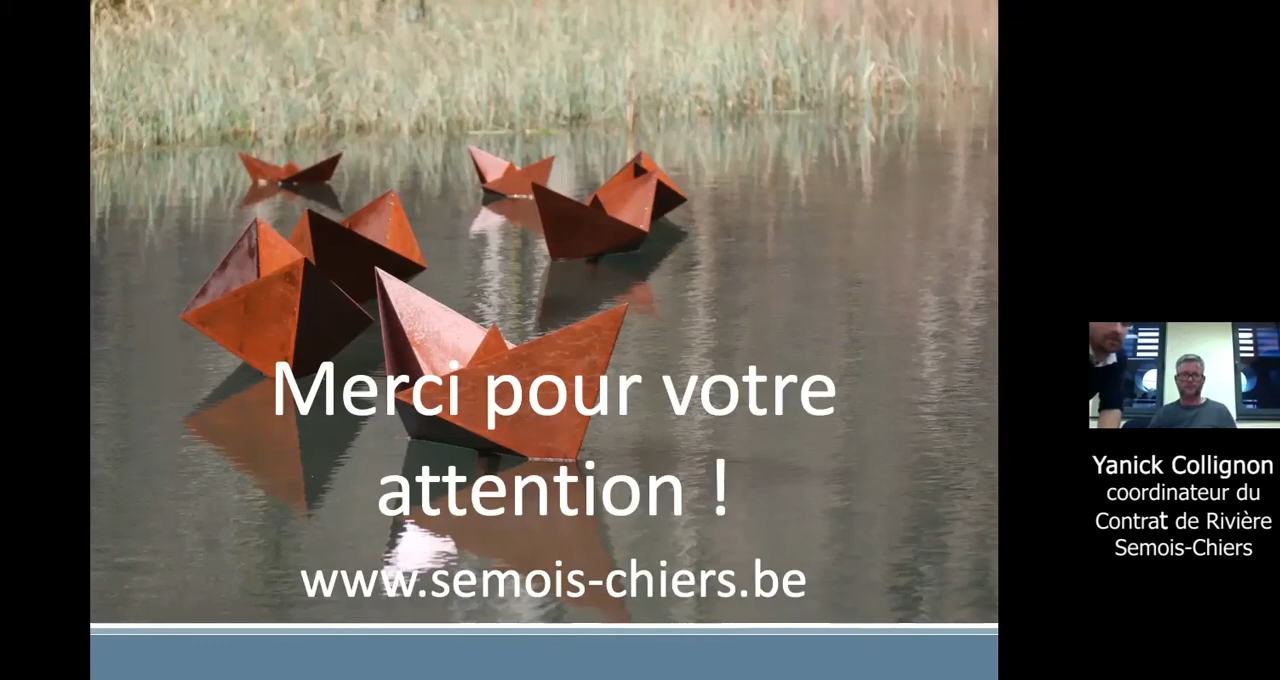 Merci pour votre
attention !
www.semois-chiers.be
Yanick Collignon
coordinateur du
Contrat de Rivière
Semois-Chiers